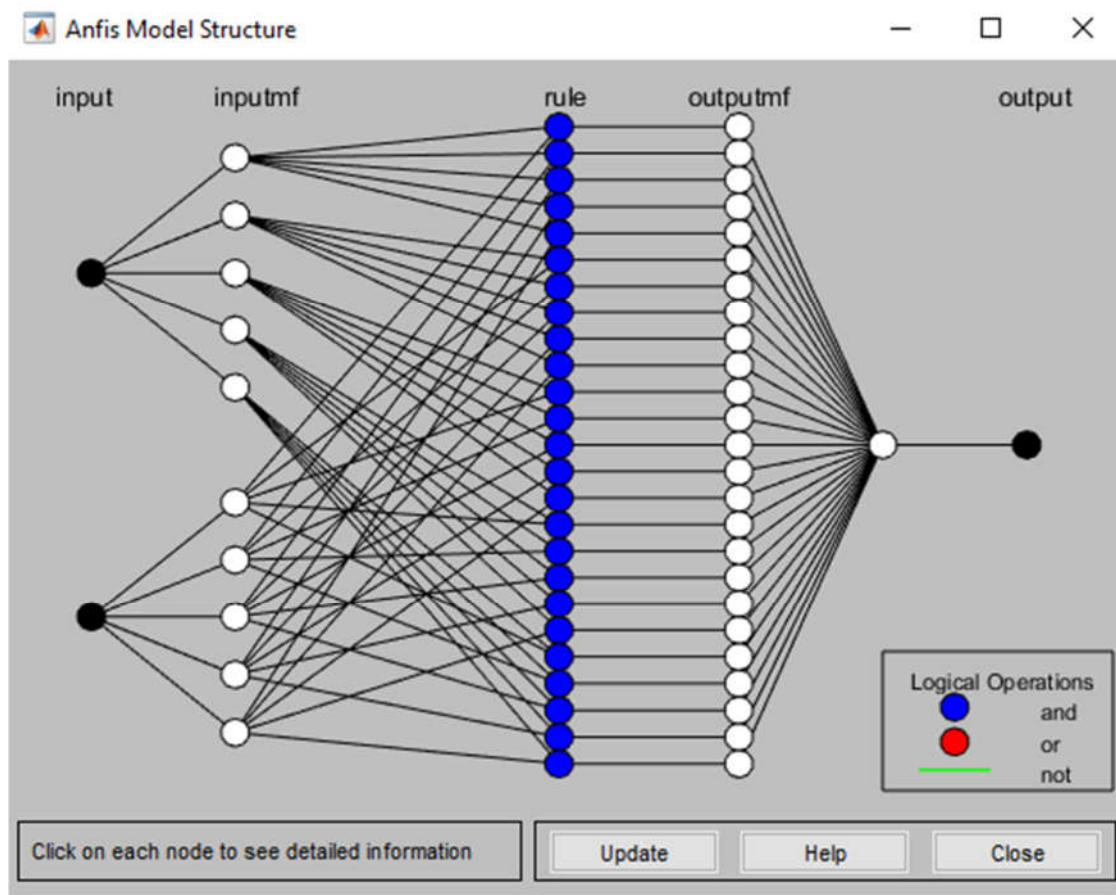 Anfis Model Structure
input inputmf rule outputmf output
Logical Operations
and
or
not
Click on each node to see detailed information
Update Help Close